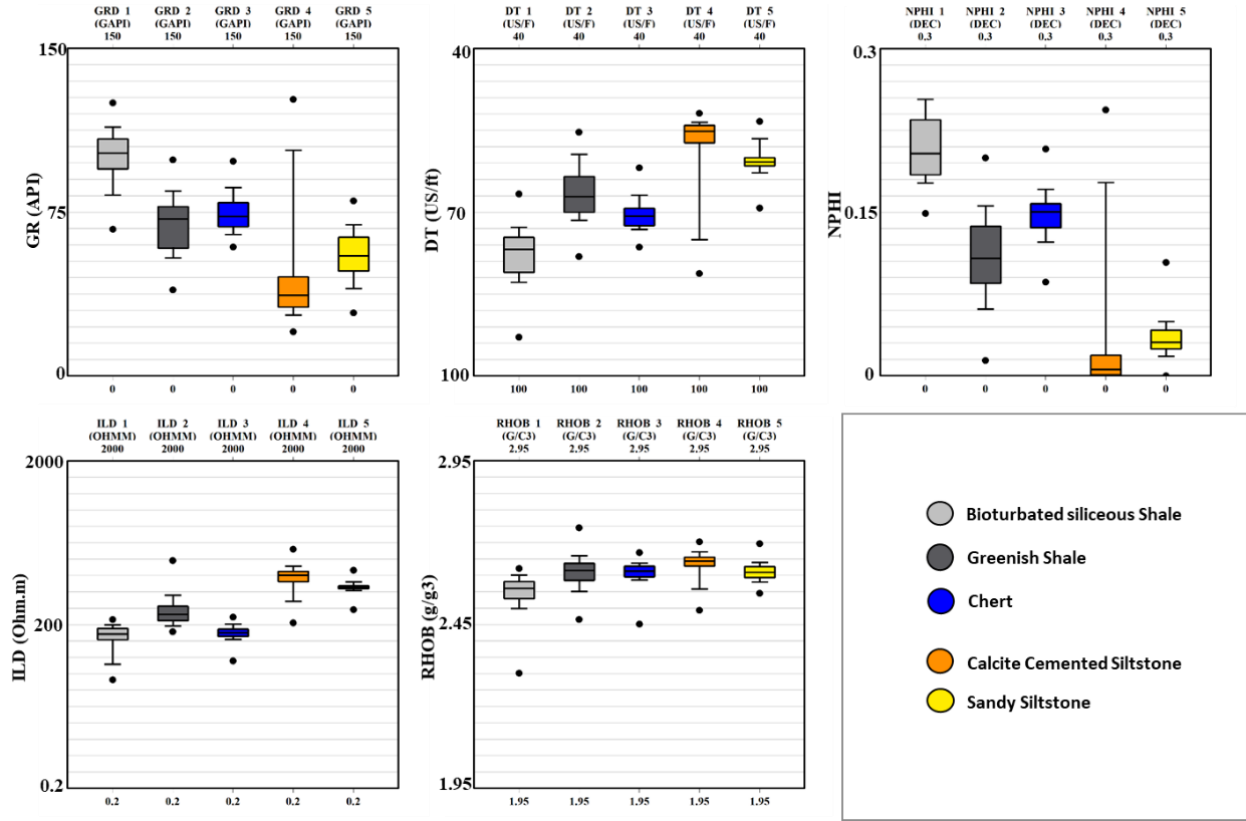 GRD 1 GRD 2 GRD 3 GRD 4 GRD 5
(GAPI) (GAPI) (GAPI) (GAPI) (GAPI)
150 150 150 150 150
150
75
0
GR (API)
0 0 0 0 0
DT 1 DT 2 DT 3 DT 4 DT 5
(US/F) (US/F) (US/F) (US/F) (US/F)
40 40 40 40 40
40
70
100
DT (US/ft)
100 100 100 100 100
NPHI 1 NPHI 2 NPHI 3 NPHI 4 NPHI 5
(DEC) (DEC) (DEC) (DEC) (DEC)
0.3 0.3 0.3 0.3 0.3
0.3
0.15
0
NPHI
0 0 0 0 0
ILD 1 ILD 2 ILD 3 ILD 4 ILD 5
(OHMM) (OHMM) (OHMM) (OHMM) (OHMM)
2000 2000 2000 2000 2000
2000
200
0.2
ILD (Ohm.m)
0.2 0.2 0.2 0.2 0.2
RHOB 1 RHOB 2 RHOB 3 RHOB 4 RHOB 5
(G/C3) (G/C3) (G/C3) (G/C3) (G/C3)
2.95 2.95 2.95 2.95 2.95
2.95
2.45
1.95
RHOB (g/g3)
1.95 1.95 1.95 1.95 1.95
Bioturbated siliceous Shale
Greenish Shale
Chert
Calcite Cemented Siltstone
Sandy Siltstone